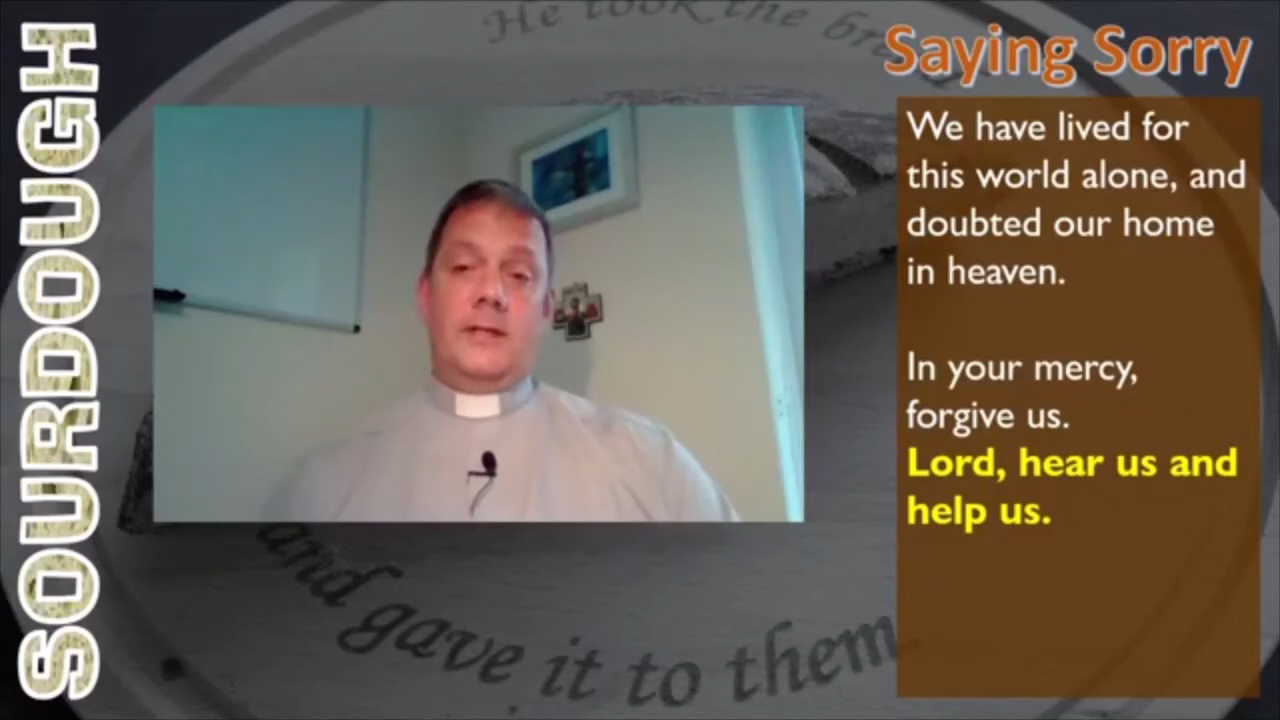 SOURDOUGH
He took the
Saying Sorry
We have lived for
this world alone, and
doubted our home
in heaven.
In your mercy,
forgive us.
Lord, hear us and
help us.
and gave it to them